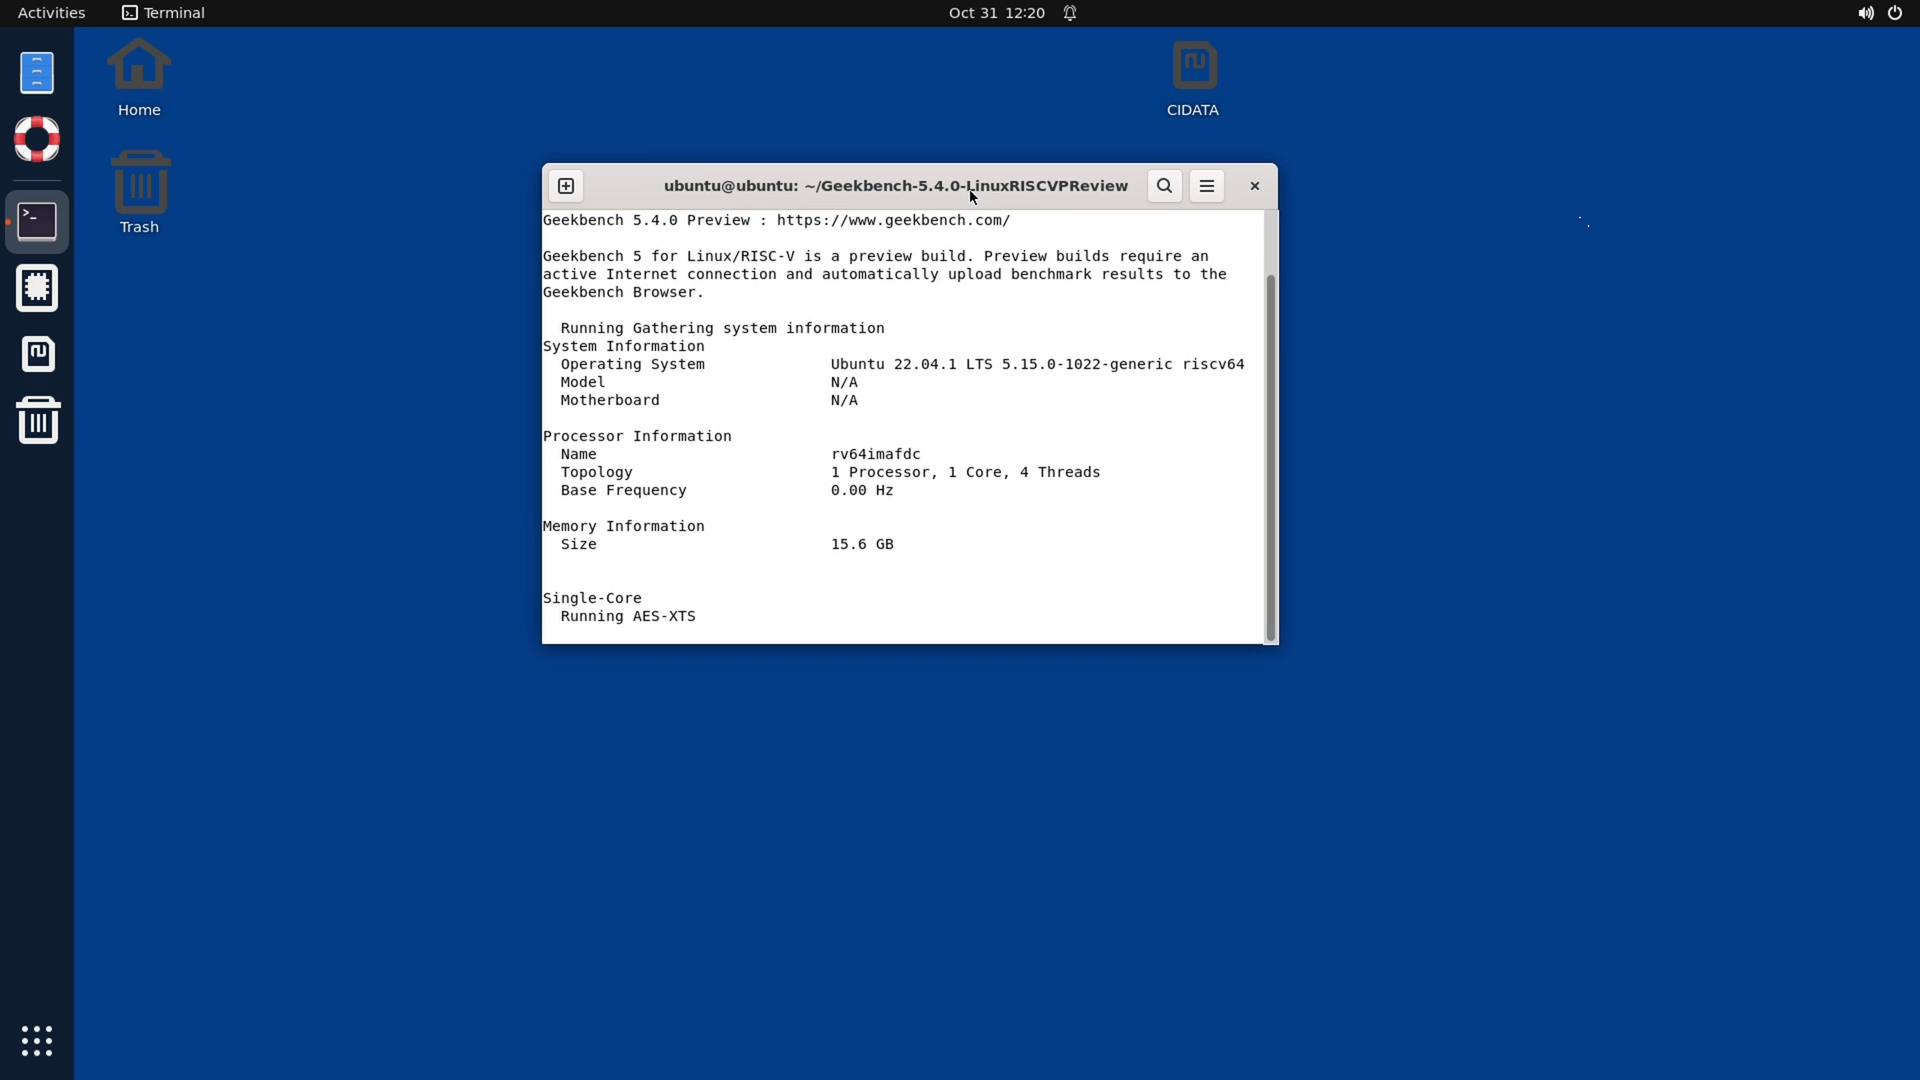 Activities
Terminal
Oct 31 12:20
Home
CIDATA
Trash
ubuntu@ubuntu: ~/Geekbench-5.4.0-LinuxRISCVPReview
Geekbench 5.4.0 Preview : https://www.geekbench.com/
Geekbench 5 for Linux/RISC-V is a preview build. Preview builds require an
active Internet connection and automatically upload benchmark results to the
Geekbench Browser.
Running Gathering system information
System Information
Operating System Ubuntu 22.04.1 LTS 5.15.0-1022-generic riscv64
Model N/A
Motherboard N/A
Processor Information
Name rv64imafdc
Topology 1 Processor, 1 Core, 4 Threads
Base Frequency 0.00 Hz
Memory Information
Size 15.6 GB
Single-Core
Running AES-XTS